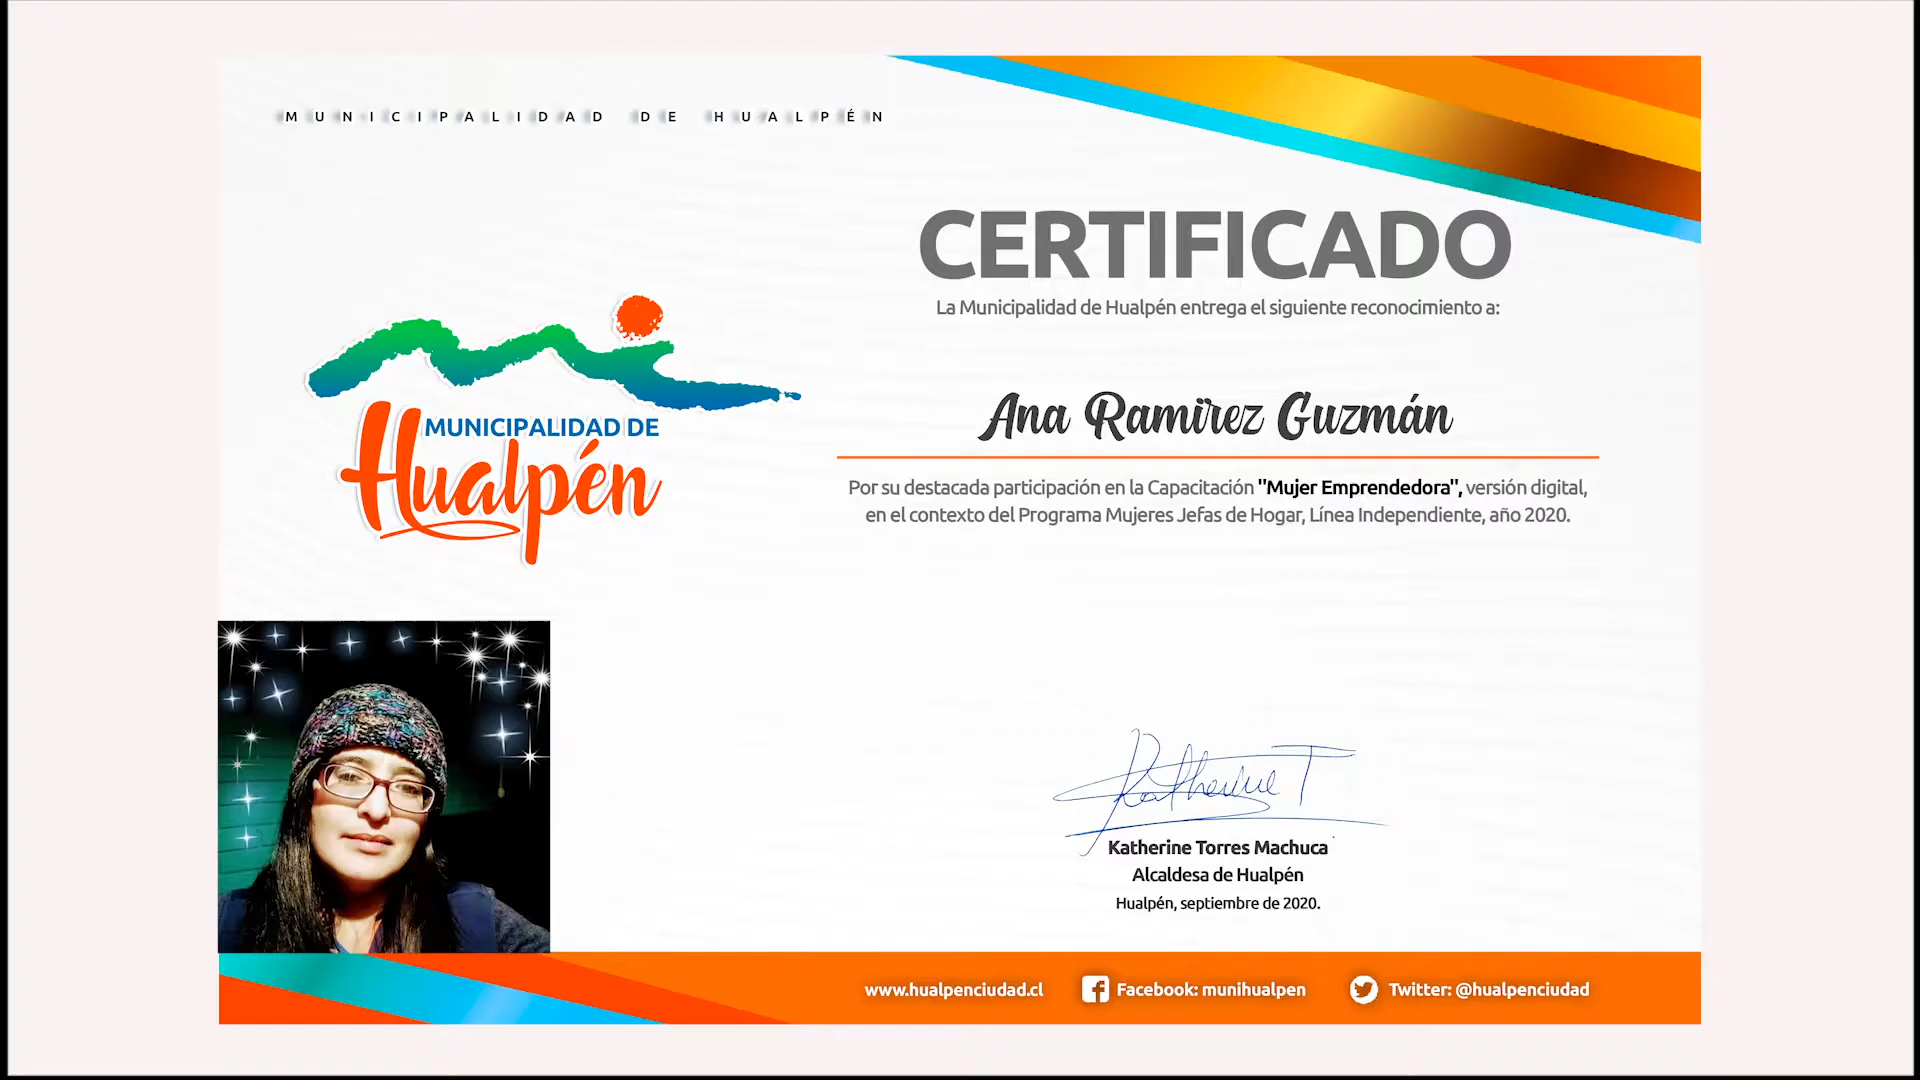 MUNICIPALIDAD DE HUALPÉN
CERTIFICADO
La Municipalidad de Hualpén entrega el siguiente reconocimiento a:
MUNICIPALIDAD DE
Hualpén
Ana Ramïrez Guzmán
Por su destacada participación en la Capacitación "Mujer Emprendedora", versión digital,
en el contexto del Programa Mujeres Jefas de Hogar, Línea Independiente, año 2020.
Katherine T
Katherine Torres Machuca
Alcaldesa de Hualpén
Hualpén, septiembre de 2020.
www.hualpenciudad.cl Facebook: munihualpen Twitter: @hualpenciudad